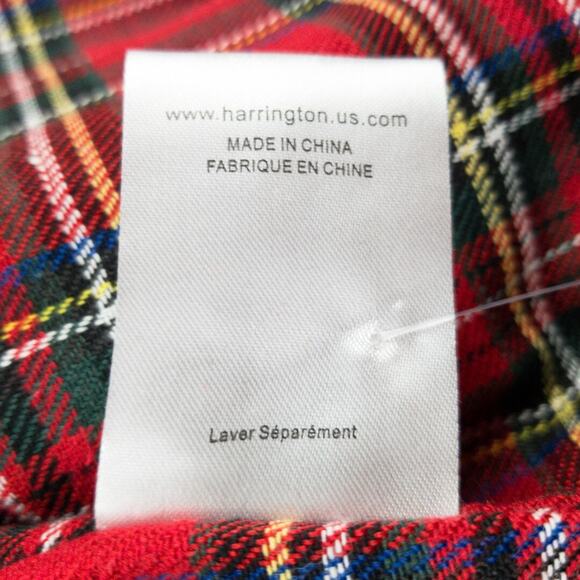 www.harrington.us.com
MADE IN CHINA
FABRIQUE EN CHINE
Laver Séparément